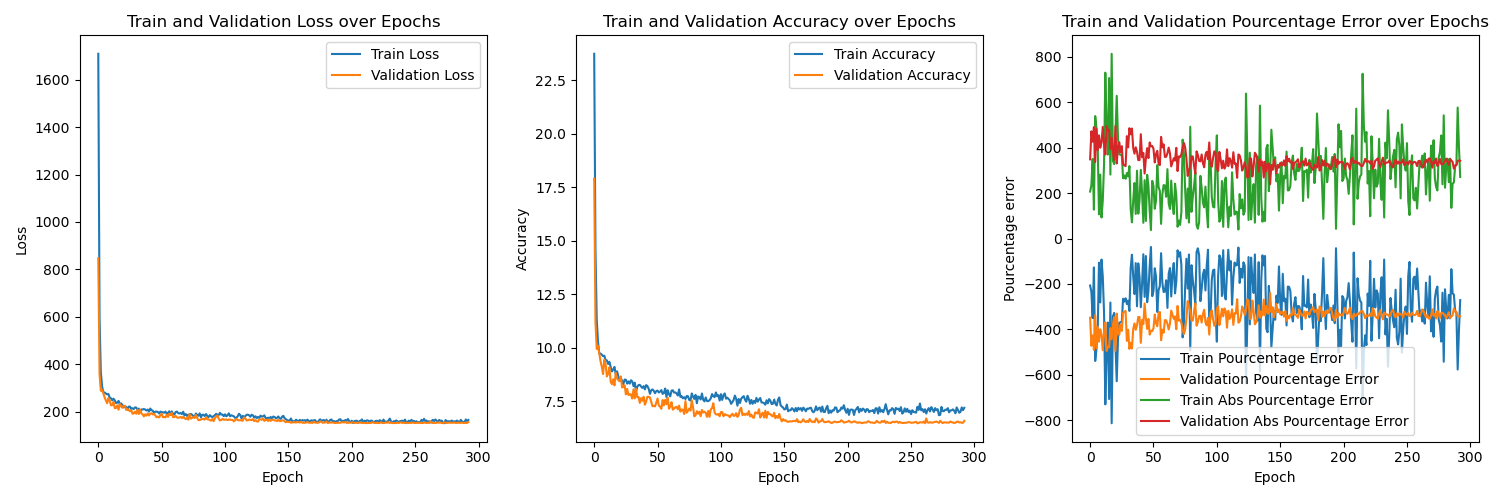 Train and Validation Loss over Epochs
Loss
1600
1400
1200
1000
800
600
400
200
0
50
100
150
200
250
300
Epoch
Train Loss
Validation Loss
Train and Validation Accuracy over Epochs
Accuracy
22.5
20.0
17.5
15.0
12.5
10.0
7.5
0
50
100
150
200
250
300
Epoch
Train Accuracy
Validation Accuracy
Train and Validation Pourcentage Error over Epochs
Pourcentage error
800
600
400
200
0
−200
−400
−600
−800
0
50
100
150
200
250
300
Epoch
Train Pourcentage Error
Validation Pourcentage Error
Train Abs Pourcentage Error
Validation Abs Pourcentage Error